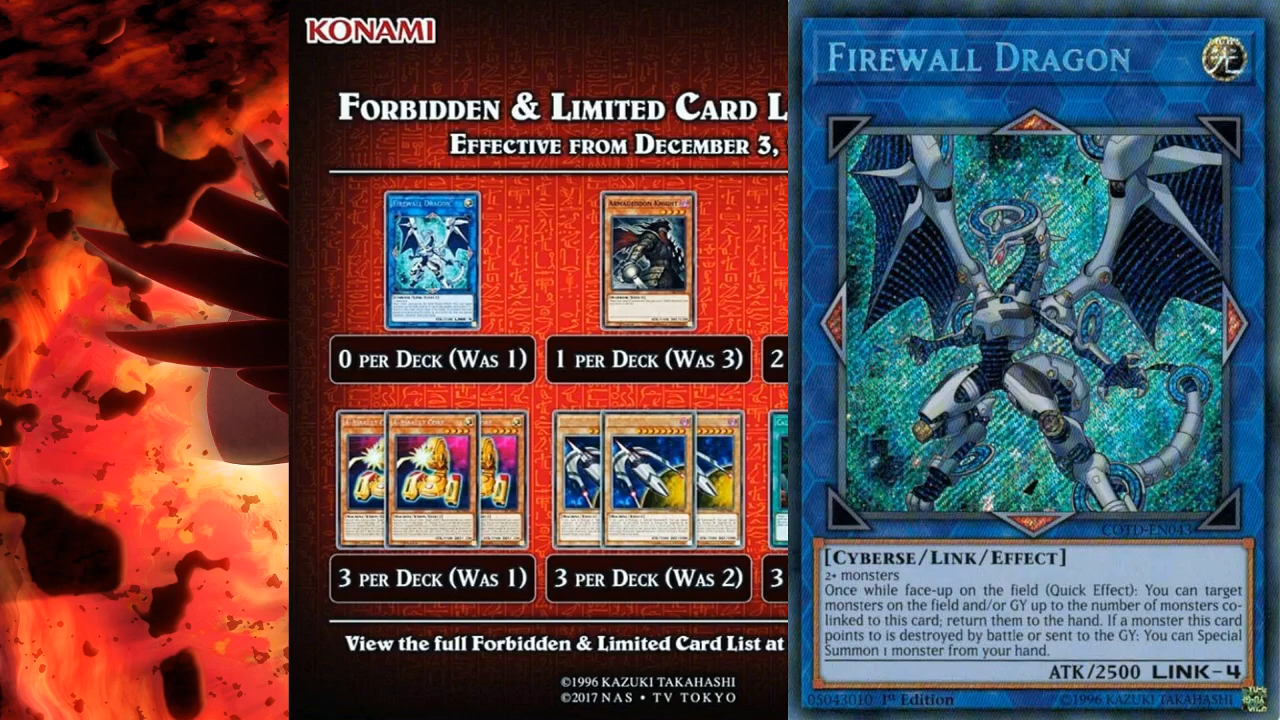 KONAMI
Forbidden & Limited Card L
Effective from December 3,
Firewall Dragon
Armageddon Knight
0 per Deck (Was 1)
1 per Deck (Was 3)
2
3 per Deck (Was 1)
3 per Deck (Was 2)
3
View the full Forbidden & Limited Card List at
©1996 KAZUKI TAKAHASHI
©2017 NAS • TV TOKYO
Firewall Dragon
COTD-EN043
[Cyberse/Link/Effect]
2+ monsters
Once while face-up on the field (Quick Effect): You can target
monsters on the field and/or GY up to the number of monsters co-
linked to this card; return them to the hand. If a monster this card
points to is destroyed by battle or sent to the GY: You can Special
Summon 1 monster from your hand.
ATK/2500 LINK-4
05043010 1st Edition
©1996 KAZUKI TAKAHASHI